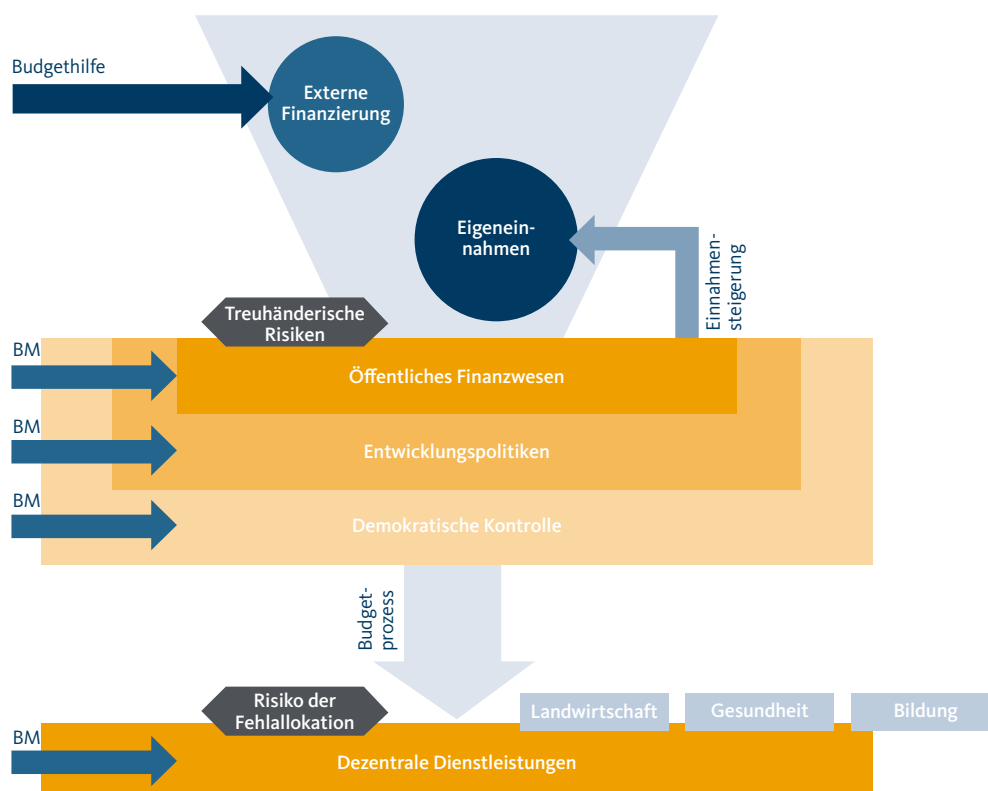 Budgethilfe
Externe
Finanzierung
Eigenein-
nahmen
Einnahmen-
steigerung
Treuhänderische
Risiken
BM
Öffentliches Finanzwesen
BM
Entwicklungspolitiken
BM
Demokratische Kontrolle
Budget-
prozess
Risiko der
Fehlallokation
Landwirtschaft
Gesundheit
Bildung
BM
Dezentrale Dienstleistungen